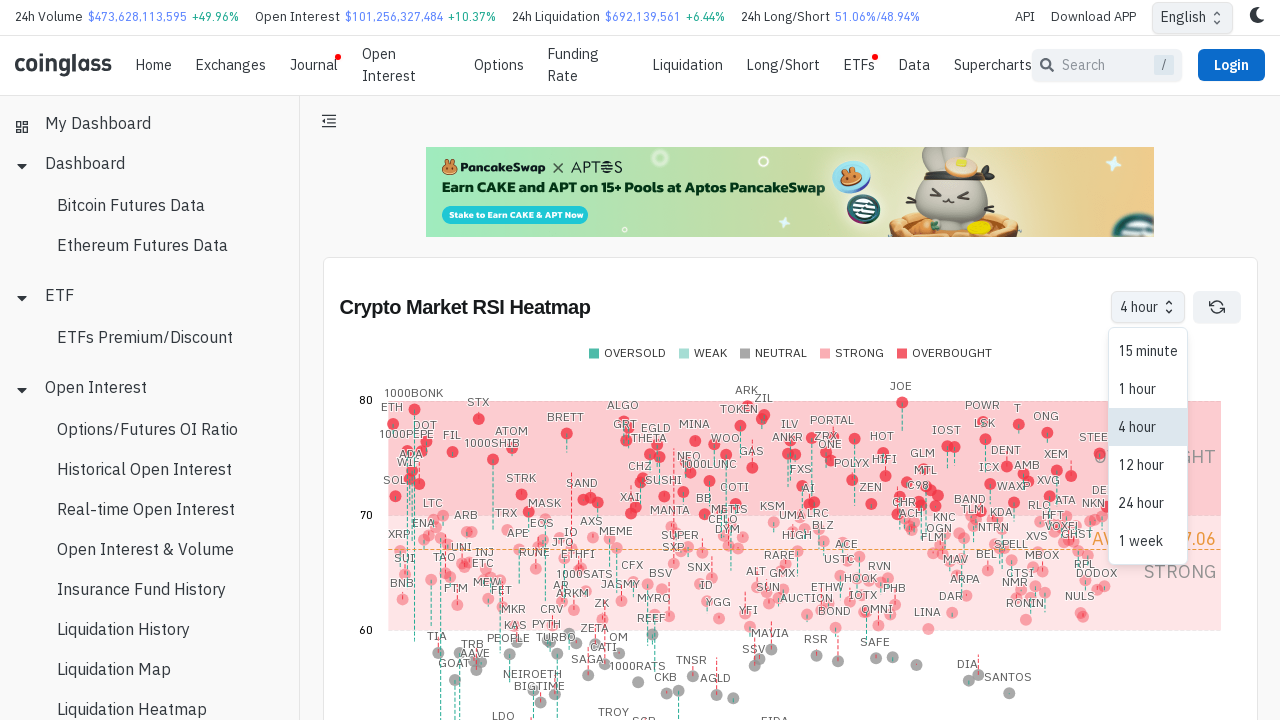 24h Volume $473,628,113,595 +49.96% Open Interest $101,256,327,484 +10.37% 24h Liquidation $692,139,561 +6.44% 24h Long/Short 51.06%/48.94% API Download APP English
coinglass Home Exchanges Journal Open Interest Options Funding Rate Liquidation Long/Short ETFs Data Supercharts Search / Login
My Dashboard
Dashboard
Bitcoin Futures Data
Ethereum Futures Data
ETF
ETFs Premium/Discount
Open Interest
Options/Futures OI Ratio
Historical Open Interest
Real-time Open Interest
Open Interest & Volume
Insurance Fund History
Liquidation History
Liquidation Map
Liquidation Heatmap
PancakeSwap × APTOS
Earn CAKE and APT on 15+ Pools at Aptos PancakeSwap
Stake to Earn CAKE & APT Now
Crypto Market RSI Heatmap
4 hour
15 minute
1 hour
4 hour
12 hour
24 hour
1 week
OVERSOLD WEAK NEUTRAL STRONG OVERBOUGHT
80
70
60
1000BONK
ETH
STX
DOT
1000PEPE
FIL
ATOM
1000SHIB
BRETT
ALGO
GRT
EGLD
THETA
MINA
WOO
ARK
TOKEN
ZIL
ILV
ANKR
PORTAL
ZRX
ONE
JOE
HOT
IOST
POWR
LSK
T
ONG
ADA
WIF
SOL
STRK
SAND
CHZ
XAI
SUSHI
NEO
1000LUNC
GAS
FXS
POLYX
HIFI
GLM
MTL
ICX
DENT
AMB
XEM
LTC
ENA
ARB
TRX
MASK
EOS
APE
AXS
MEME
MANTA
BB
COTI
METIS
CELO
DYM
KSM
UMA
HIGH
AI
LRC
BLZ
ZEN
C98
CHR
ACH
KNC
OGN
FLM
BAND
TLM
WAXP
KDA
NTRN
XVG
RLC
ATA
HFT
VOXEL
GHST
NKN
XRP
SUI
BNB
UNI
TAO
INJ
ETC
FTM
MEW
FET
RUNE
IO
JTO
ETHFI
1000SATS
AR
ARKM
CFX
JASMY
SUPER
SXP
BSV
SNX
ID
MYRO
RARE
ALT
GMX
SUN
ACE
USTC
HOOK
ETHW
RVN
PHB
IOTX
MAV
ARPA
BEL
SPELL
XVS
MBOX
CTSI
NMR
RPL
DODOX
NULS
MKR
CRV
ZK
YGG
YFI
AUCTION
BOND
OMNI
LINA
DAR
RONIN
TIA
TRB
AAVE
GOAT
KAS
PEOPLE
PYTH
TURBO
ZETA
CATI
OM
SAGA
REEF
MAVIA
SSV
RSR
SAFE
NEIROETH
BIGTIME
1000RATS
CKB
TNSR
AGLD
DIA
SANTOS
LDO
TROY
STRONG